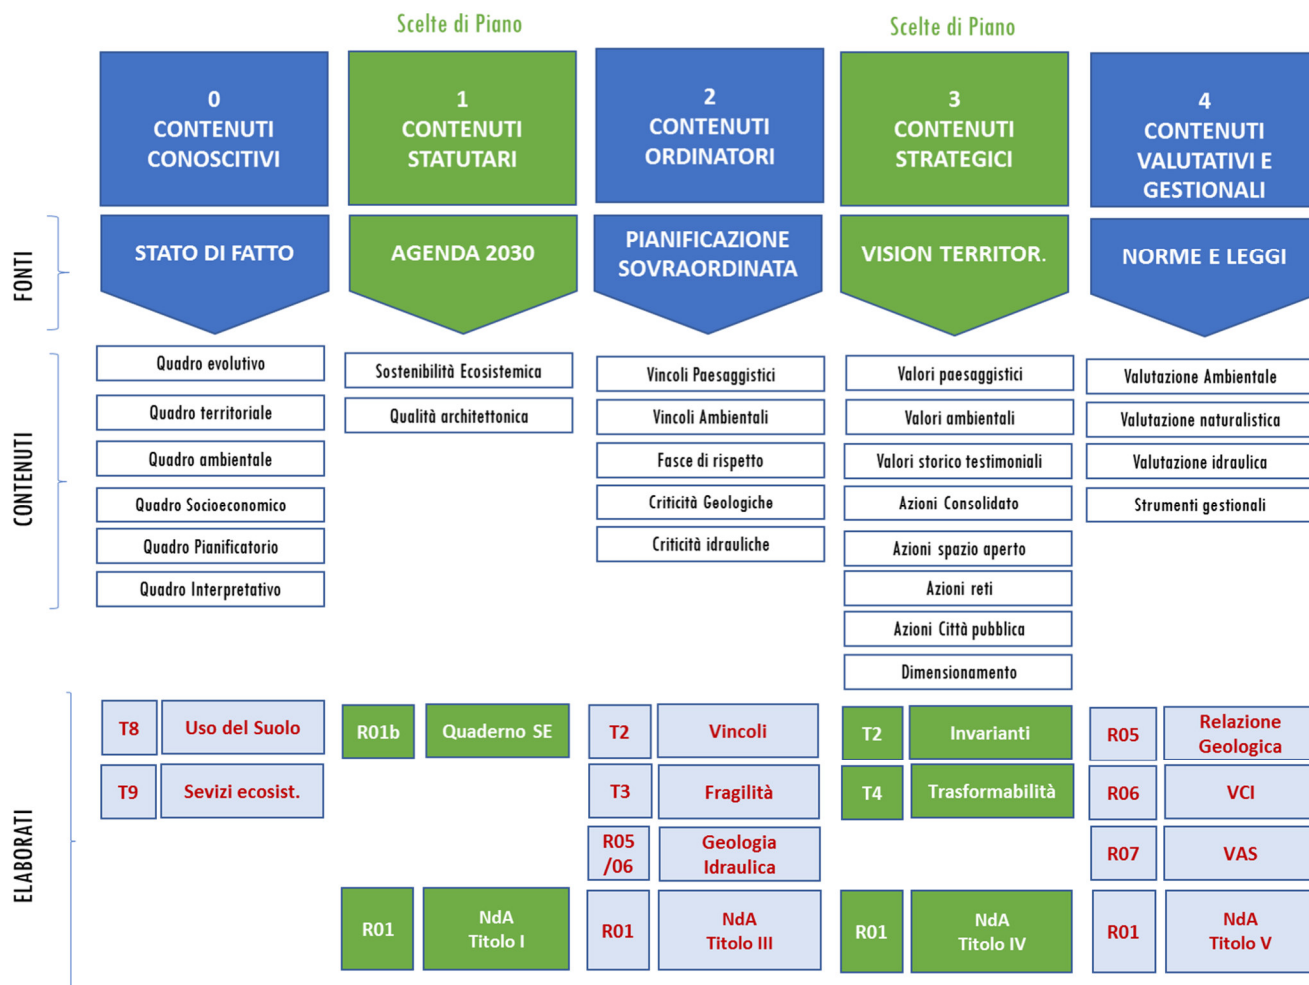 Scelte di Piano
Scelte di Piano
0
CONTENUTI
CONOSCITIVI
1
CONTENUTI
STATUTARI
2
CONTENUTI
ORDINATORI
3
CONTENUTI
STRATEGICI
4
CONTENUTI
VALUTATIVI E
GESTIONALI
FONTI
STATO DI FATTO
AGENDA 2030
PIANIFICAZIONE
SOVRAORDINATA
VISION TERRITOR.
NORME E LEGGI
CONTENUTI
Quadro evolutivo
Quadro territoriale
Quadro ambientale
Quadro Socioeconomico
Quadro Pianificatorio
Quadro Interpretativo
Sostenibilità Ecosistemica
Qualità architettonica
Vincoli Paesaggistici
Vincoli Ambientali
Fasce di rispetto
Criticità Geologiche
Criticità idrauliche
Valori paesaggistici
Valori ambientali
Valori storico testimoniali
Azioni Consolidato
Azioni spazio aperto
Azioni reti
Azioni Città pubblica
Dimensionamento
Valutazione Ambientale
Valutazione naturalistica
Valutazione idraulica
Strumenti gestionali
ELABORATI
T8
Uso del Suolo
T9
Sevizi ecosist.
R01b
Quaderno SE
R01
NdA
Titolo I
T2
Vincoli
T3
Fragilità
R05
/06
Geologia
Idraulica
R01
NdA
Titolo III
T2
Invarianti
T4
Trasformabilità
R01
NdA
Titolo IV
R05
Relazione
Geologica
R06
VCI
R07
VAS
R01
NdA
Titolo V